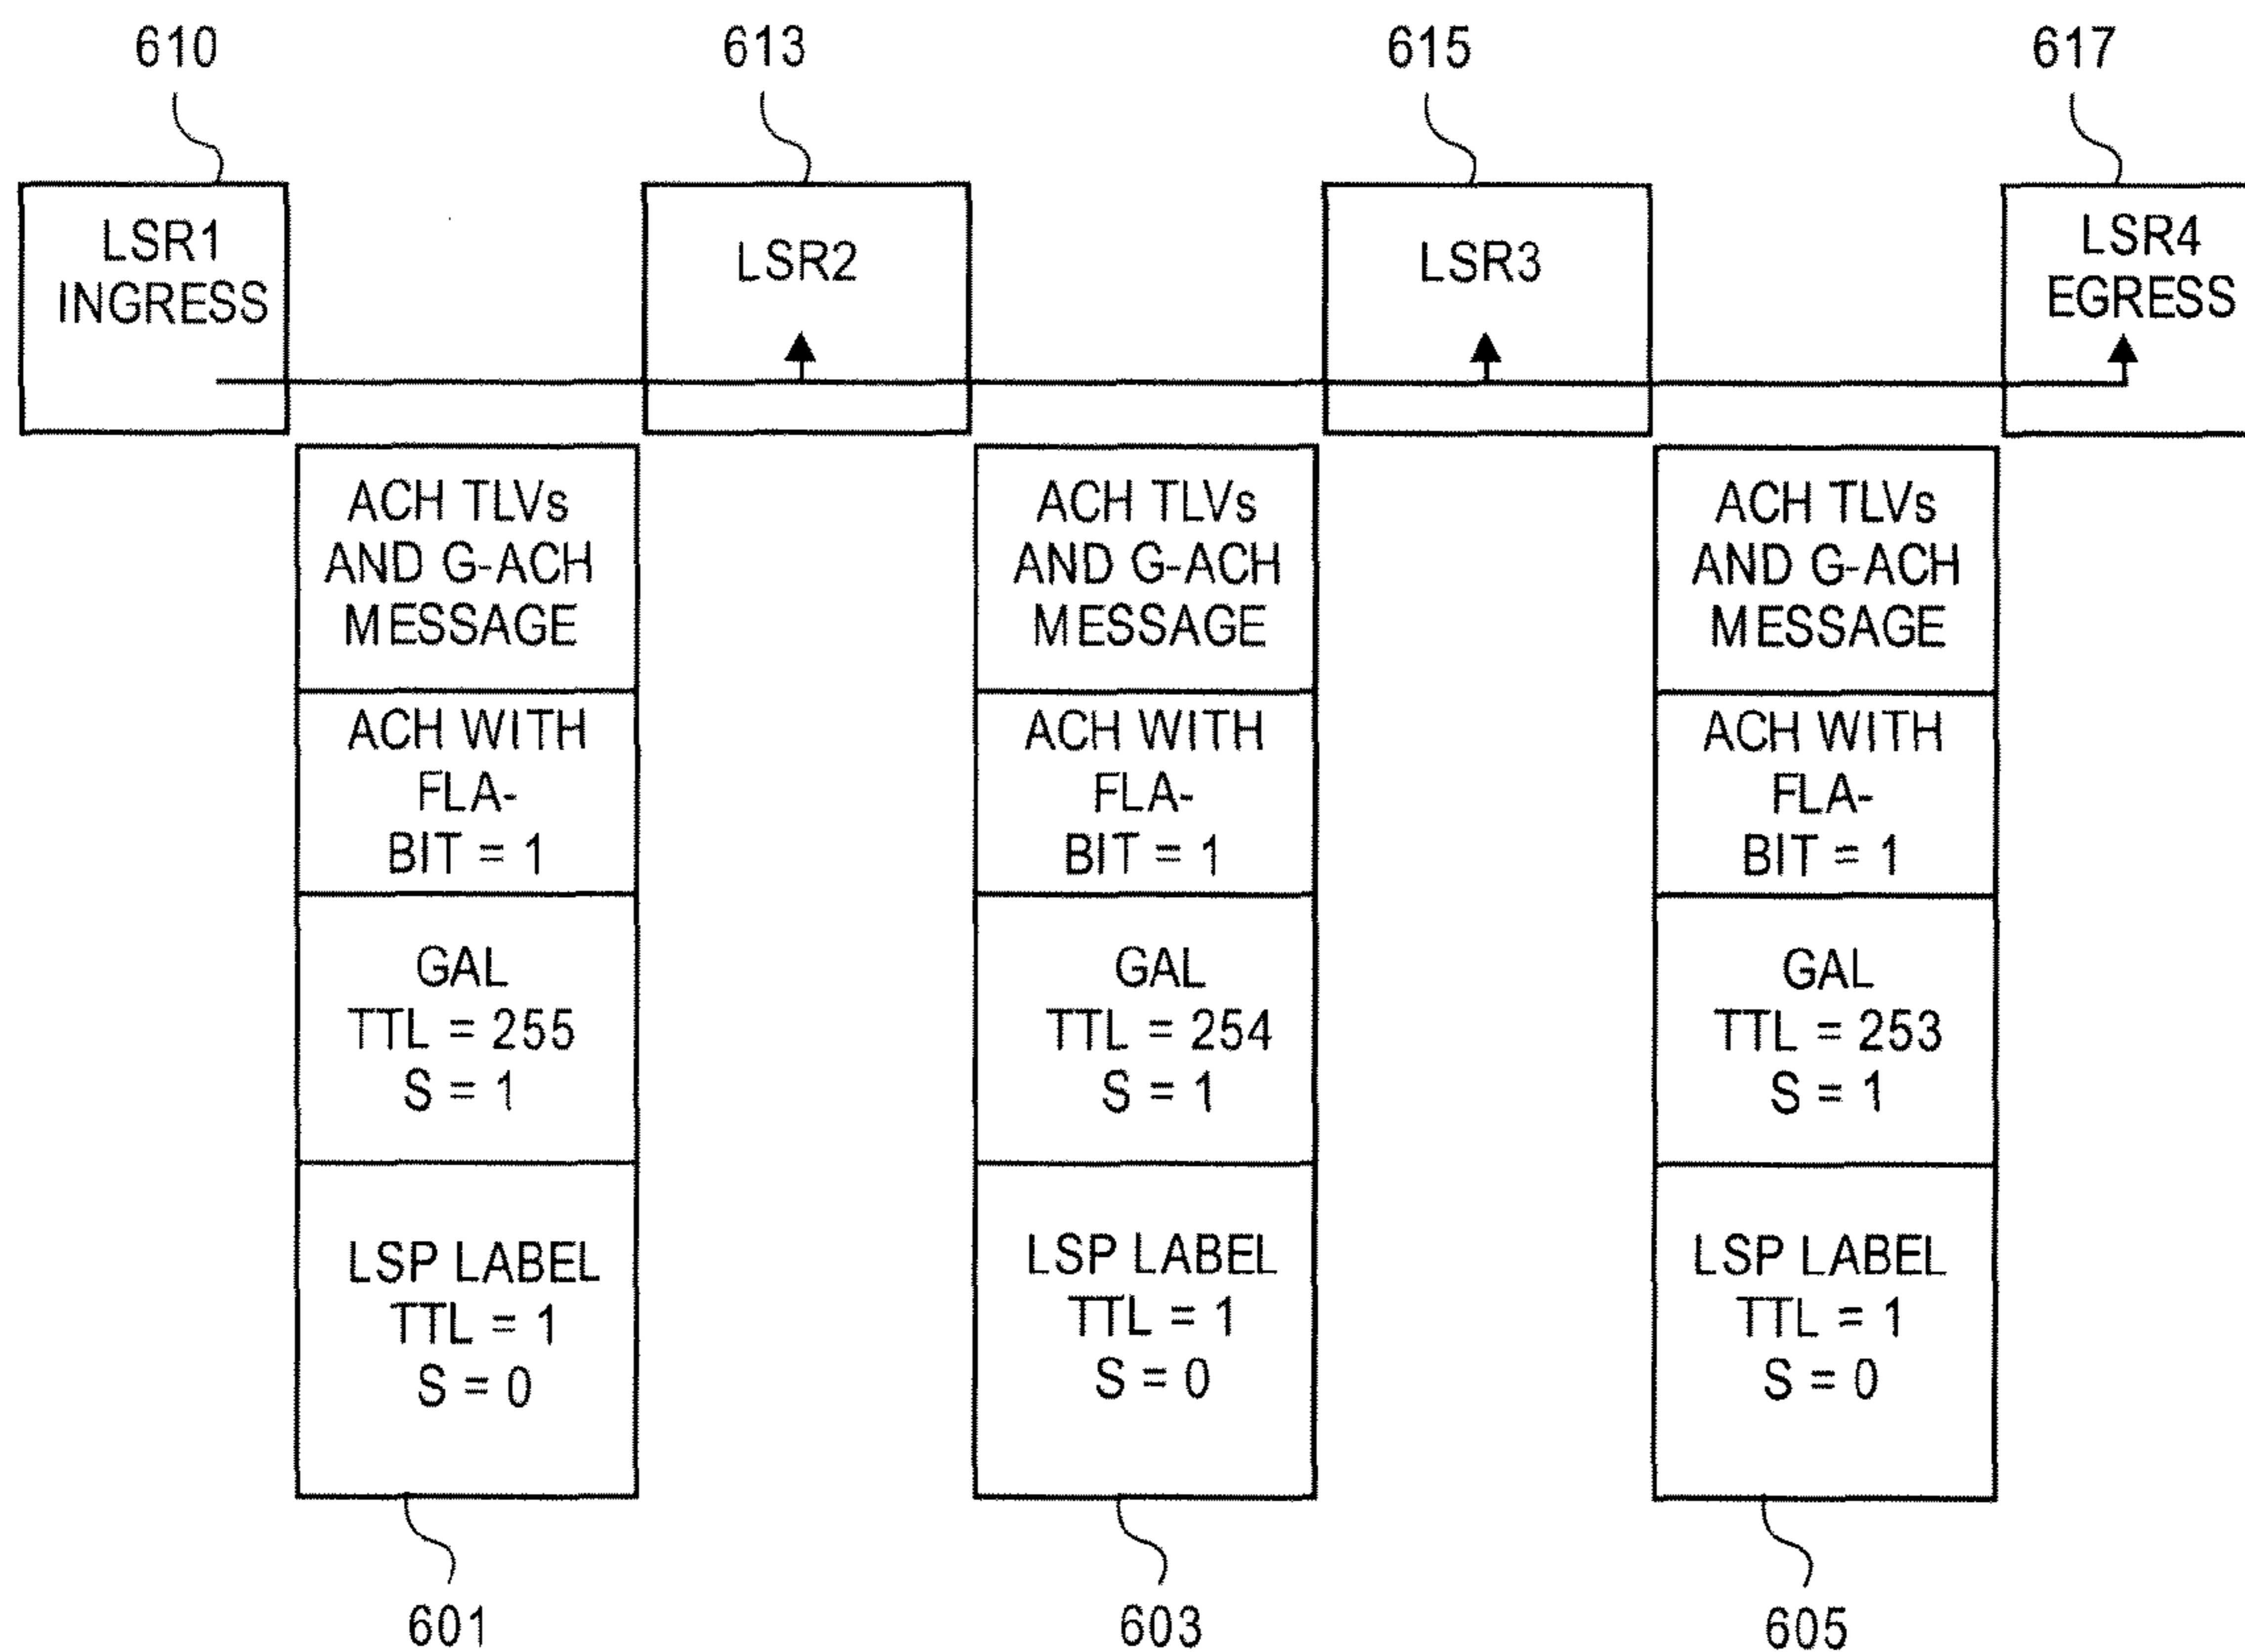 610
613
615
617
LSR1
INGRESS
LSR2
LSR3
LSR4
EGRESS
ACH TLVs
AND G-ACH
MESSAGE
ACH WITH
FLA-
BIT = 1
GAL
TTL = 255
S = 1
LSP LABEL
TTL = 1
S = 0
601
ACH TLVs
AND G-ACH
MESSAGE
ACH WITH
FLA-
BIT = 1
GAL
TTL = 254
S = 1
LSP LABEL
TTL = 1
S = 0
603
ACH TLVs
AND G-ACH
MESSAGE
ACH WITH
FLA-
BIT = 1
GAL
TTL = 253
S = 1
LSP LABEL
TTL = 1
S = 0
605